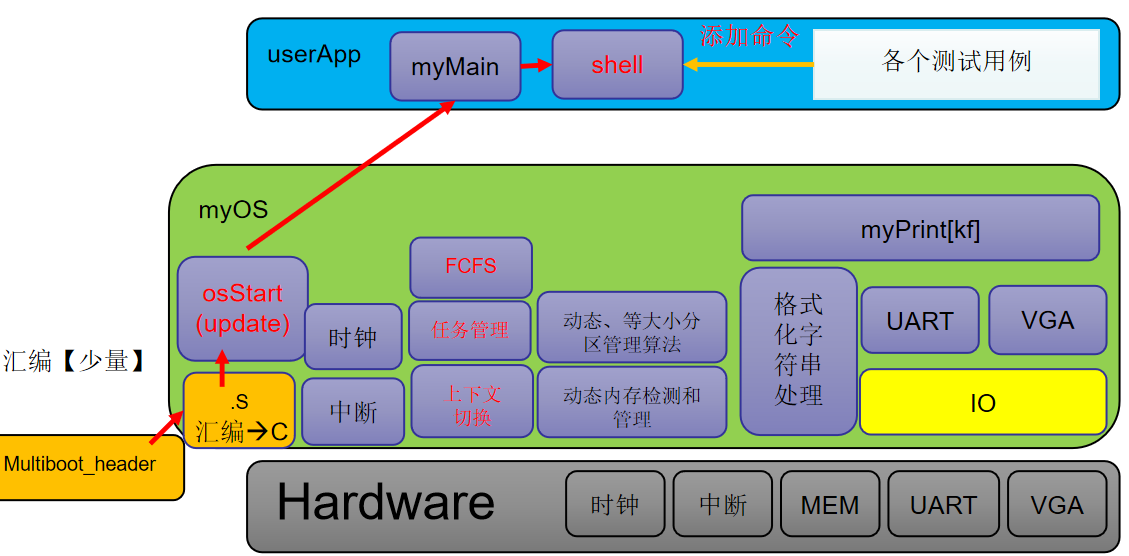 userApp
myMain
shell
添加命令
各个测试用例
myOS
osStart
(update)
时钟
中断
FCFS
任务管理
上下文
切换
动态、等大小分
区管理算法
动态内存检测和
管理
myPrint[kf]
格式
化字
符串
处理
UART
VGA
IO
汇编【少量】
.S
汇编→C
Multiboot_header
Hardware
时钟
中断
MEM
UART
VGA